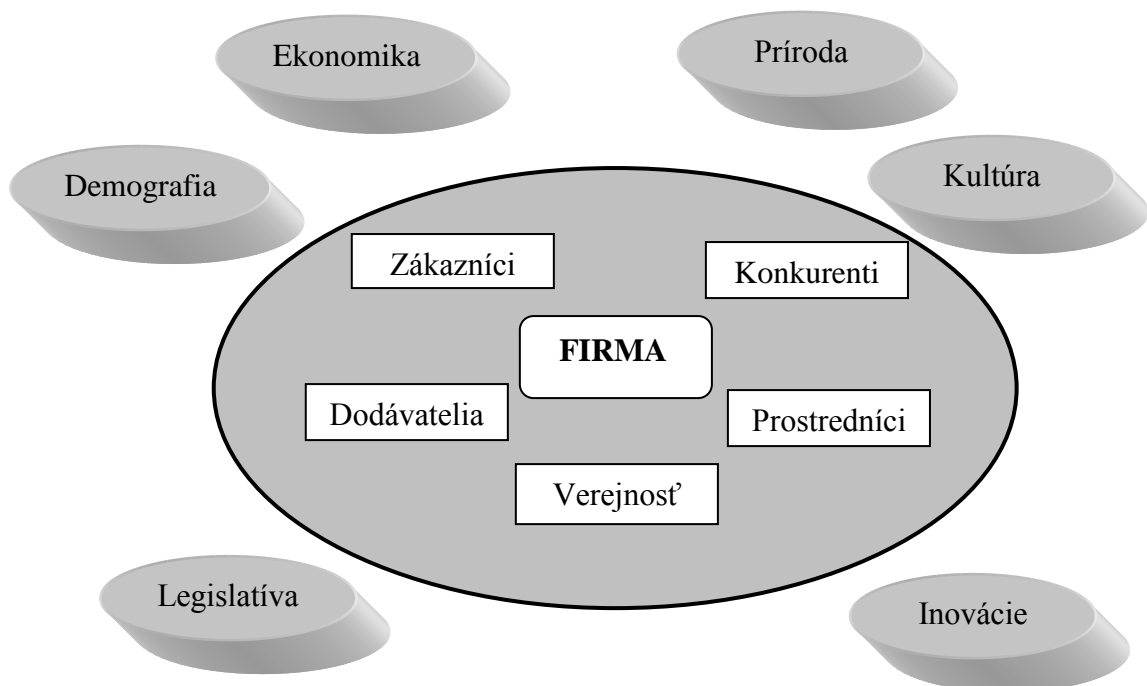 Ekonomika
Príroda
Demografia
Kultúra
Zákazníci
Konkurenti
FIRMA
Dodávatelia
Prostredníci
Verejnosť
Legislatíva
Inovácie